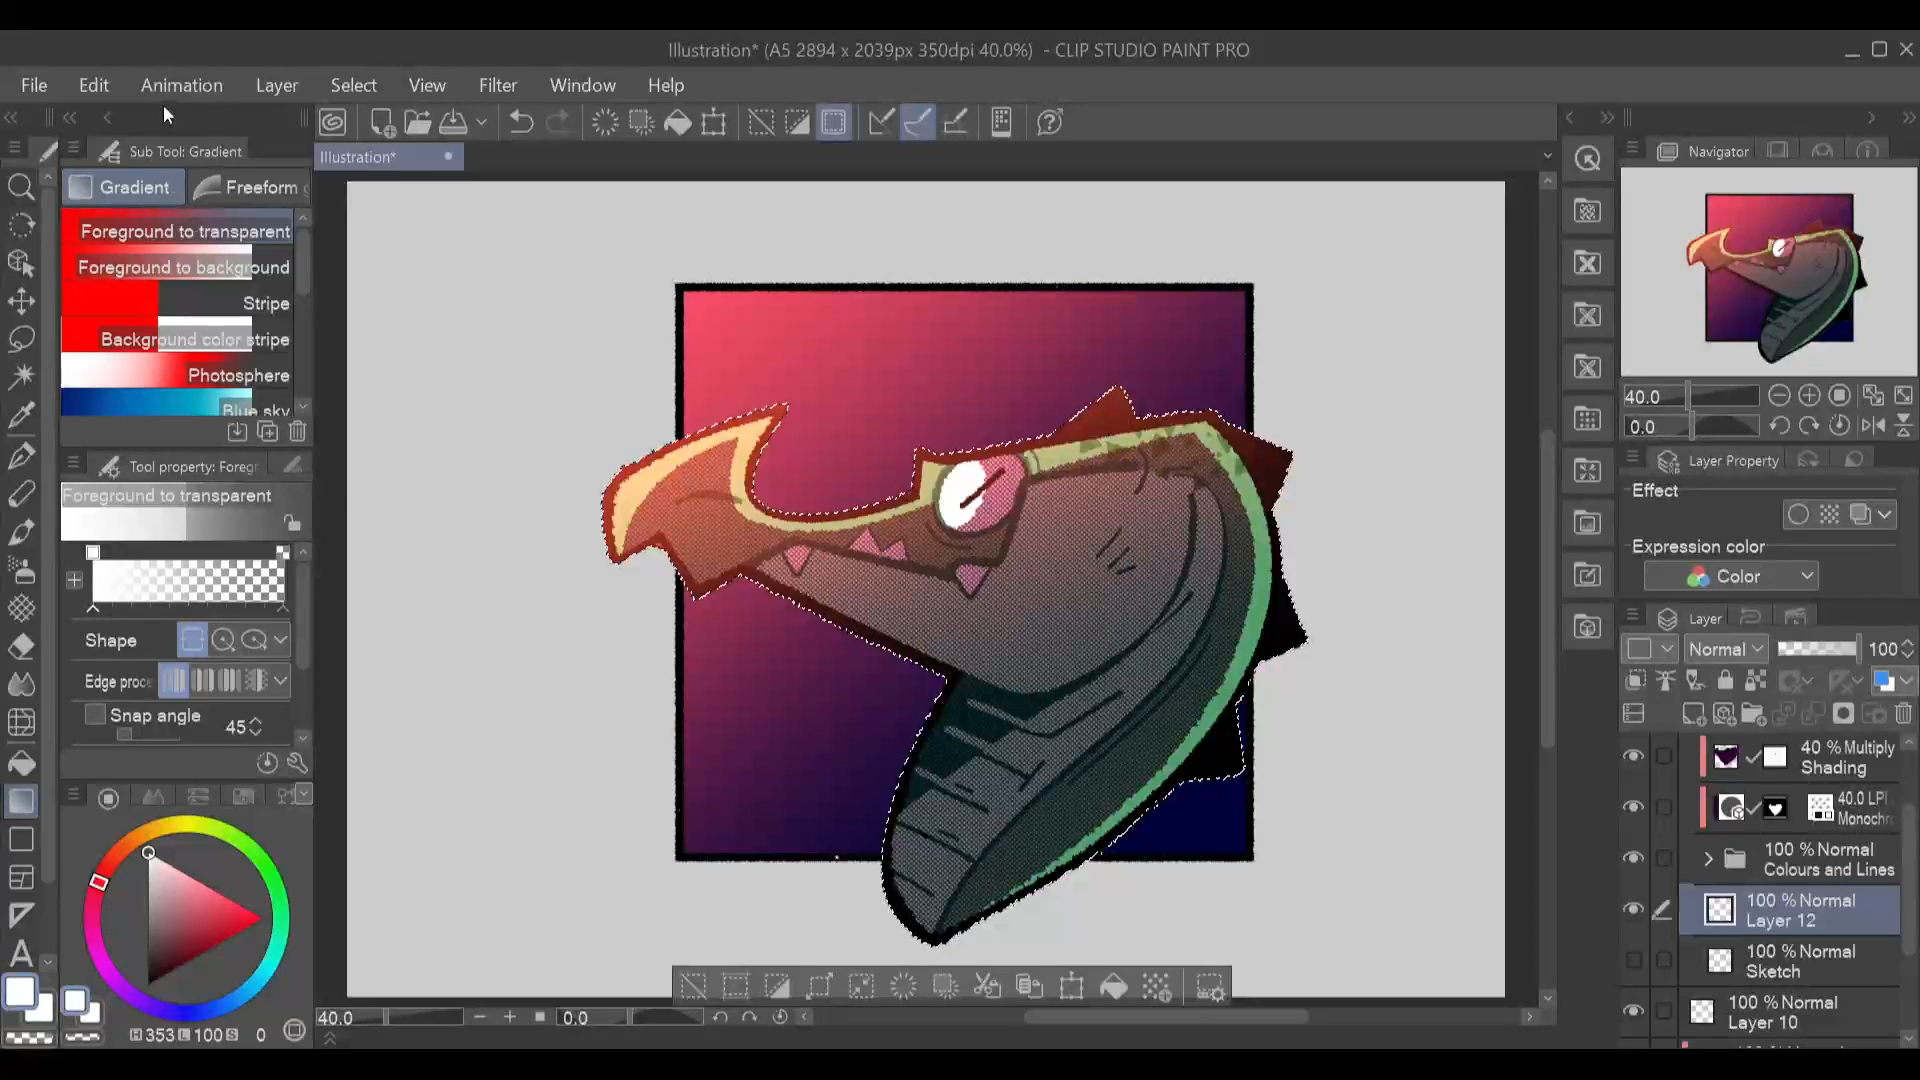 Illustration* (A5 2894 x 2039px 350dpi 40.0%) - CLIP STUDIO PAINT PRO
File Edit Animation Layer Select View Filter Window Help
Sub Tool: Gradient
Illustration*
Navigator
Gradient Freeform g
Foreground to transparent
Foreground to background
Stripe
Background color stripe
Photosphere
Blue sky
Tool property: Foregr
Foreground to transparent
Shape
Edge proce
Snap angle 45
H 353 L 100 S 0
40.0 0.0
40.0
0.0
Layer Property
Effect
Expression color
Color
Layer
Normal 100
40 % Multiply
Shading
40.0 LPI
Monochr
100 % Normal
Colours and Lines
100 % Normal
Layer 12
100 % Normal
Sketch
100 % Normal
Layer 10